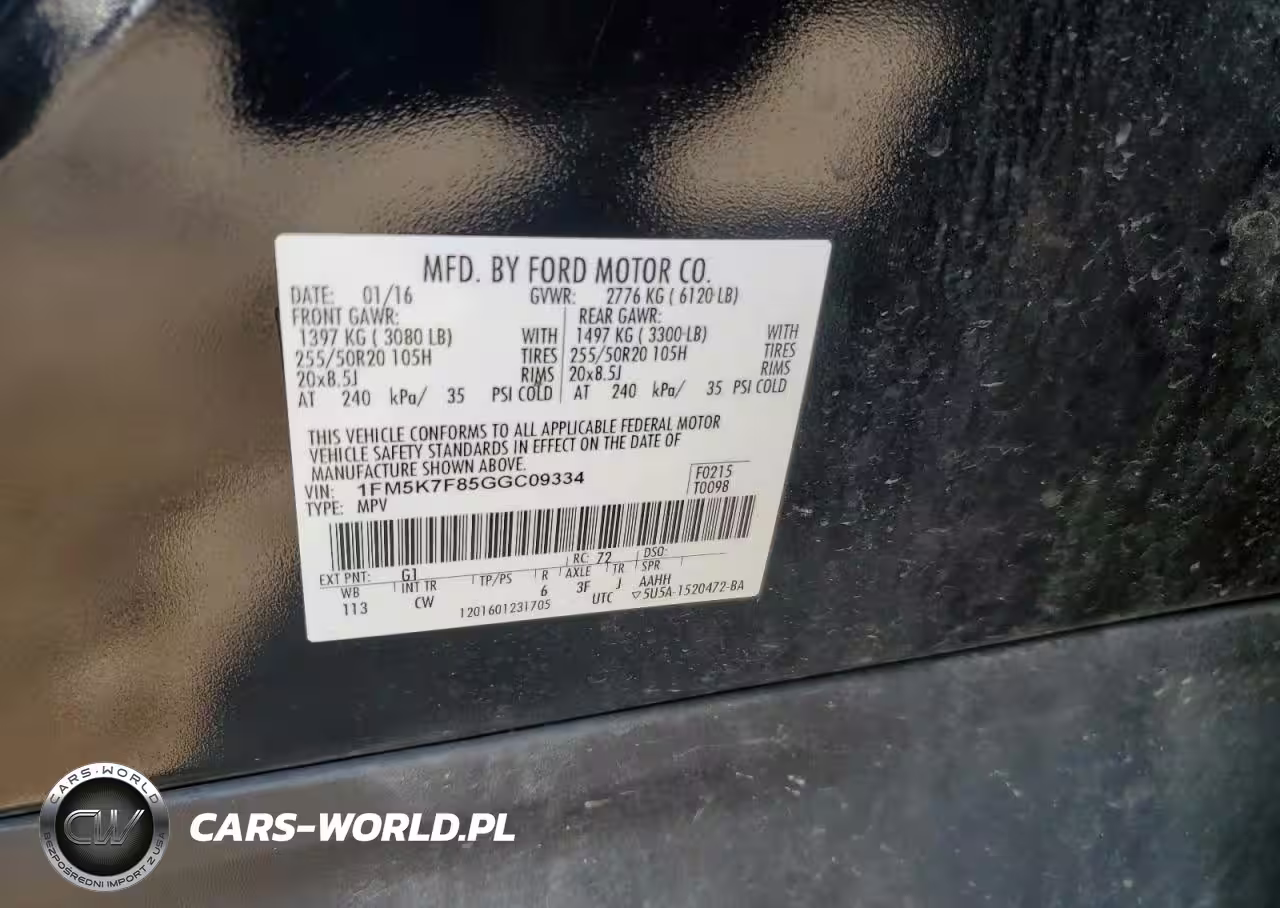 MFD. BY FORD MOTOR CO.
DATE: 01/16 GVWR: 2776 KG ( 6120 LB)
FRONT GAWR: REAR GAWR:
1397 KG ( 3080 LB) WITH 1497 KG ( 3300 LB) WITH
255/50R20 105H TIRES 255/50R20 105H TIRES
20x8.5J RIMS 20x8.5J RIMS
AT 240 kPa/ 35 PSI COLD AT 240 kPa/ 35 PSI COLD
THIS VEHICLE CONFORMS TO ALL APPLICABLE FEDERAL MOTOR
VEHICLE SAFETY STANDARDS IN EFFECT ON THE DATE OF
MANUFACTURE SHOWN ABOVE.
VIN: 1FM5K7F85GGC09334 F0215
TYPE: MPV T0098
EXT PNT: G1 RC: 72 DSO:
WB INT TR TP/PS R AXLE TR SPR
113 CW 6 3F J AAHH
1201601231705 UTC ▽5U5A-1520472-BA
CARS-WORLD
CW
BEZPOŚREDNI IMPORT Z USA
CARS-WORLD.PL